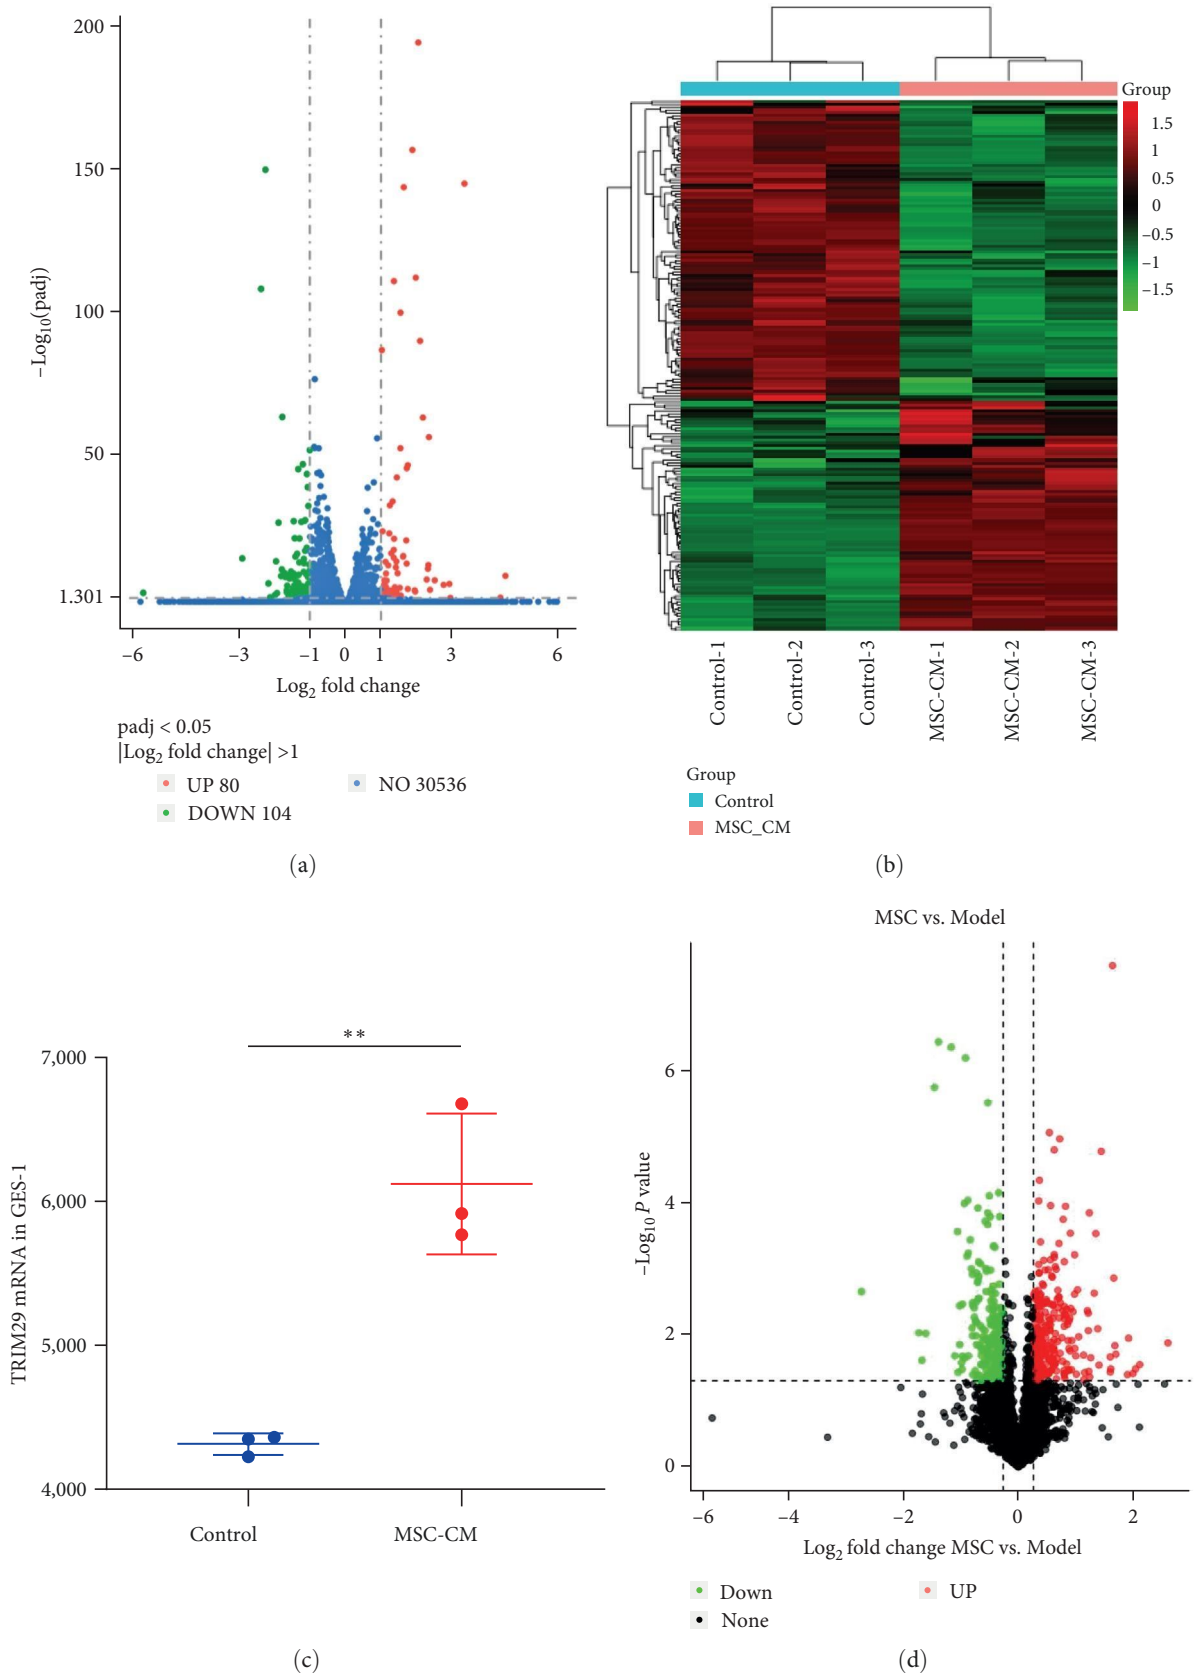 200
150
100
50
1.301
−Log10(padj)
−6 −3 −1 0 1 3 6
Log2 fold change
padj < 0.05
|Log2 fold change| >1
UP 80
NO 30536
DOWN 104
(a)
Group
1.5
1
0.5
0
−0.5
−1
−1.5
Control-1
Control-2
Control-3
MSC-CM-1
MSC-CM-2
MSC-CM-3
Group
Control
MSC_CM
(b)
**
7,000
6,000
5,000
4,000
TRIM29 mRNA in GES-1
Control MSC-CM
(c)
MSC vs. Model
6
4
2
0
−Log10 P value
−6 −4 −2 0 2
Log2 fold change MSC vs. Model
Down
UP
None
(d)